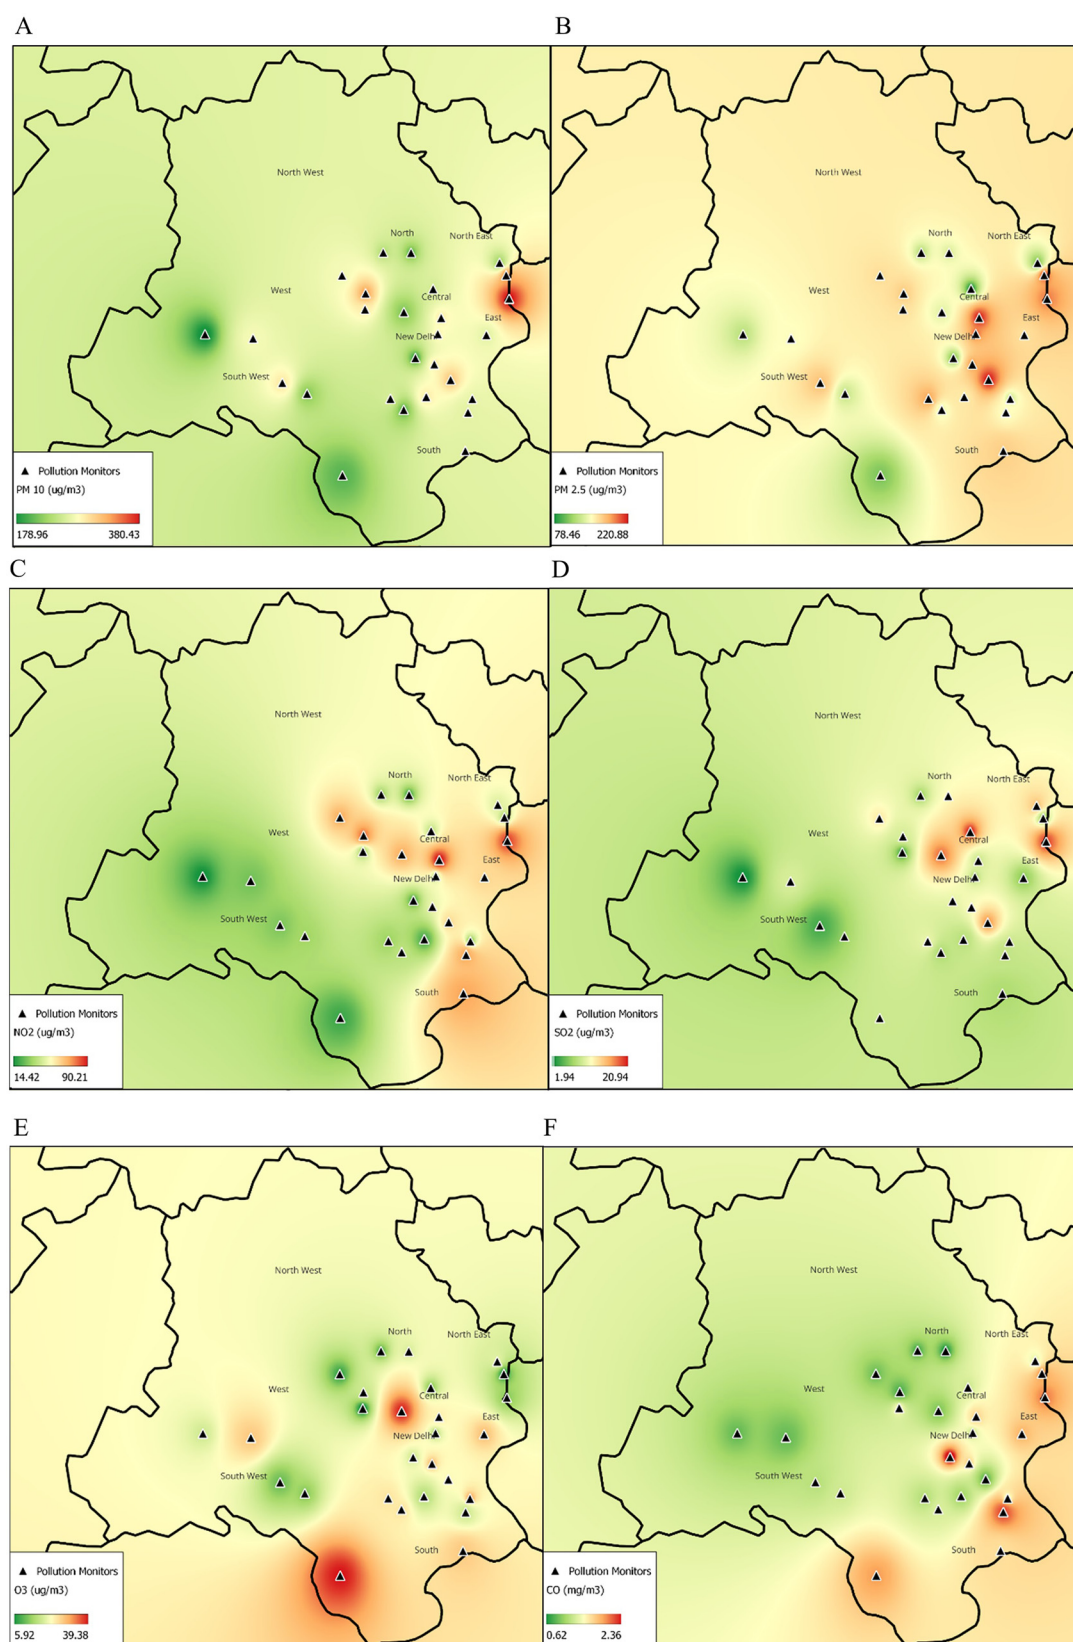 A
B
North West
North
North East
West
Central
East
New Delhi
South West
South
Pollution Monitors
PM 10 (ug/m3)
178.96 380.43
North West
North
North East
West
Central
East
New Delhi
South West
South
Pollution Monitors
PM 2.5 (ug/m3)
78.46 220.88
C
D
North West
North
North East
West
Central
East
New Delhi
South West
South
Pollution Monitors
NO2 (ug/m3)
14.42 90.21
North West
North
North East
West
Central
East
New Delhi
South West
South
Pollution Monitors
SO2 (ug/m3)
1.94 20.94
E
F
North West
North
North East
West
Central
East
New Delhi
South West
South
Pollution Monitors
O3 (ug/m3)
5.92 39.38
North West
North
North East
West
Central
East
New Delhi
South West
South
Pollution Monitors
CO (mg/m3)
0.62 2.36